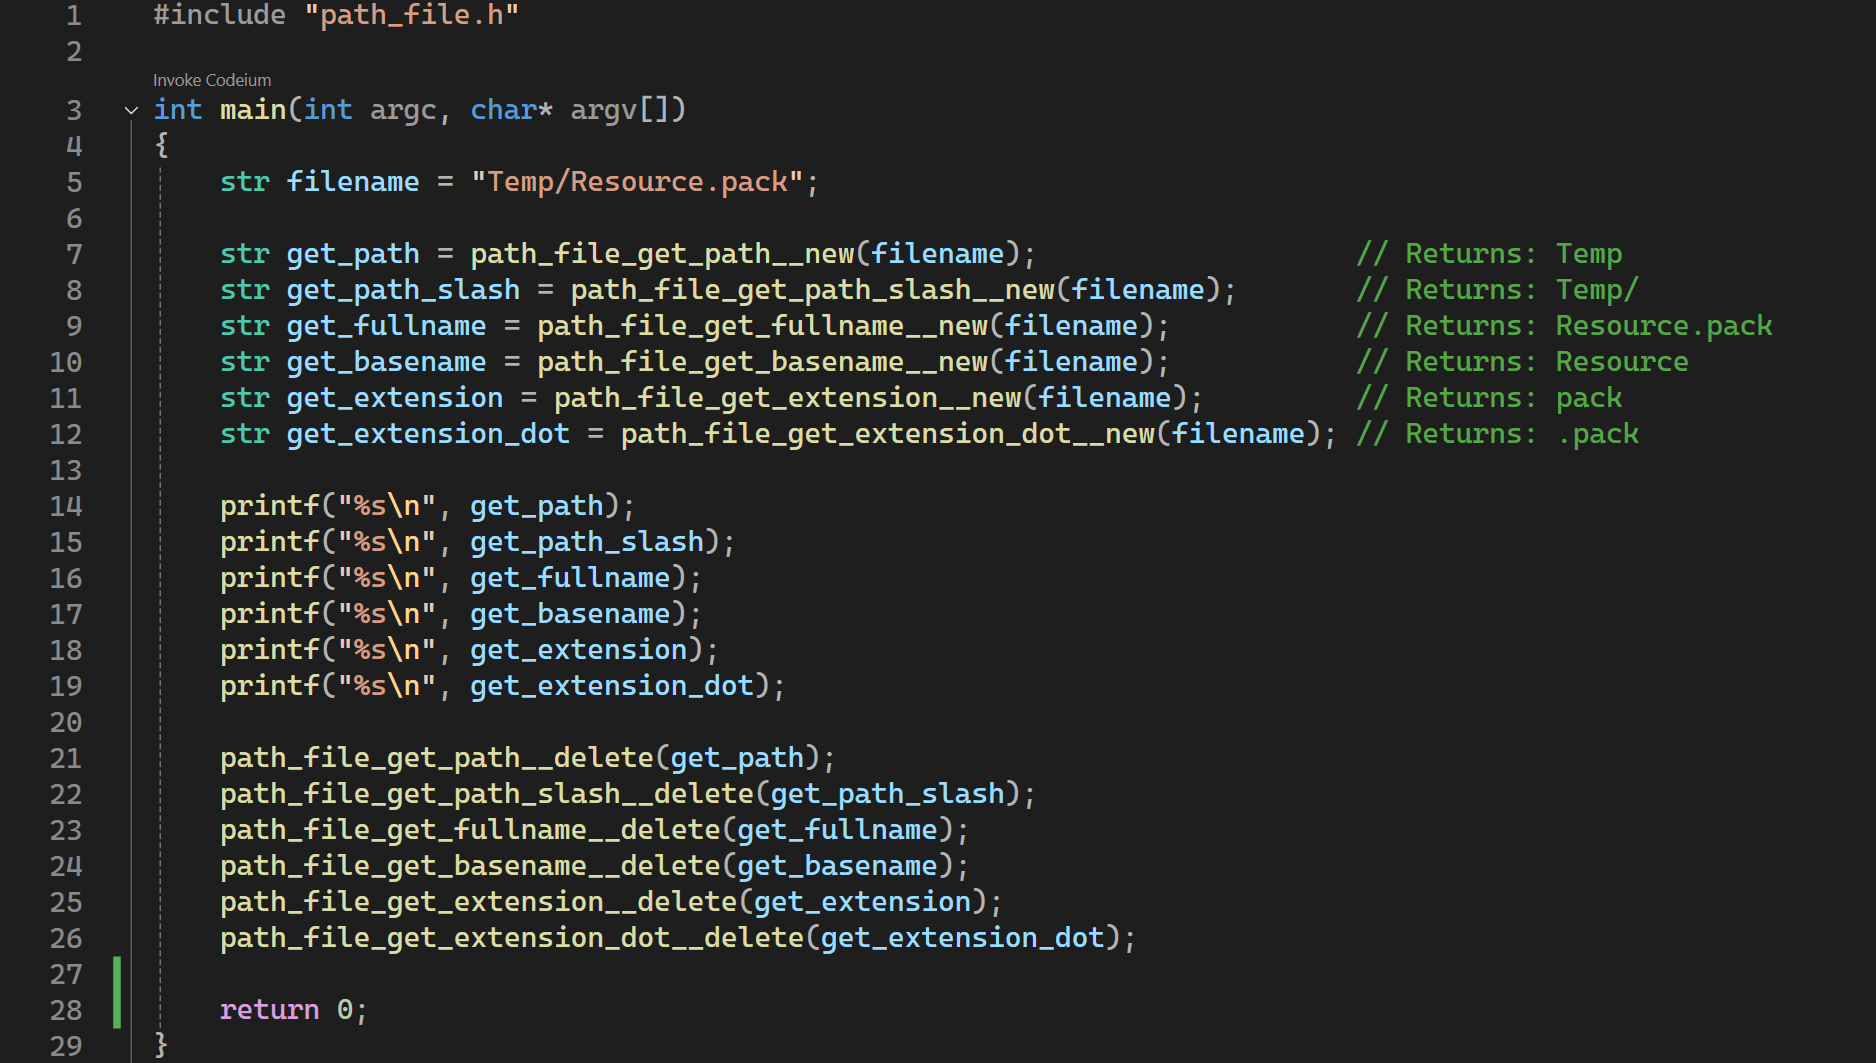 1 #include "path_file.h"
2
Invoke Codeium
3 int main(int argc, char* argv[])
4 {
5 str filename = "Temp/Resource.pack";
6
7 str get_path = path_file_get_path__new(filename); // Returns: Temp
8 str get_path_slash = path_file_get_path_slash__new(filename); // Returns: Temp/
9 str get_fullname = path_file_get_fullname__new(filename); // Returns: Resource.pack
10 str get_basename = path_file_get_basename__new(filename); // Returns: Resource
11 str get_extension = path_file_get_extension__new(filename); // Returns: pack
12 str get_extension_dot = path_file_get_extension_dot__new(filename); // Returns: .pack
13
14 printf("%s\n", get_path);
15 printf("%s\n", get_path_slash);
16 printf("%s\n", get_fullname);
17 printf("%s\n", get_basename);
18 printf("%s\n", get_extension);
19 printf("%s\n", get_extension_dot);
20
21 path_file_get_path__delete(get_path);
22 path_file_get_path_slash__delete(get_path_slash);
23 path_file_get_fullname__delete(get_fullname);
24 path_file_get_basename__delete(get_basename);
25 path_file_get_extension__delete(get_extension);
26 path_file_get_extension_dot__delete(get_extension_dot);
27
28 return 0;
29 }